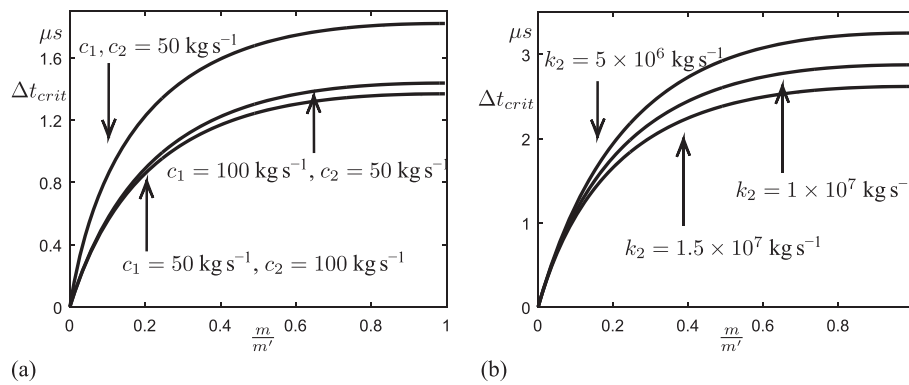 μs
1.6
Δt_crit
1.2
0.8
0.4
0
c₁, c₂ = 50 kg s⁻¹
c₁ = 100 kg s⁻¹, c₂ = 50 kg s⁻¹
c₁ = 50 kg s⁻¹, c₂ = 100 kg s⁻¹
0 0.2 0.4 0.6 0.8 1
m/m′
(a)
μs
3
Δt_crit
2
1
0
k₂ = 5 × 10⁶ kg s⁻¹
k₂ = 1 × 10⁷ kg s⁻
k₂ = 1.5 × 10⁷ kg s⁻¹
0 0.2 0.4 0.6 0.8
m/m′
(b)